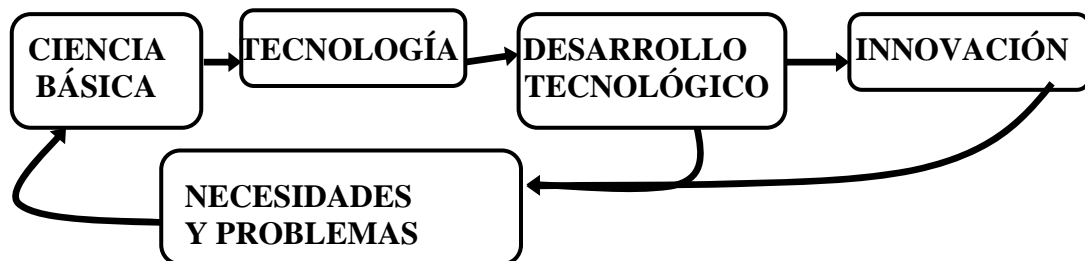 CIENCIA
BÁSICA
TECNOLOGÍA
DESARROLLO
TECNOLÓGICO
INNOVACIÓN
NECESIDADES
Y PROBLEMAS